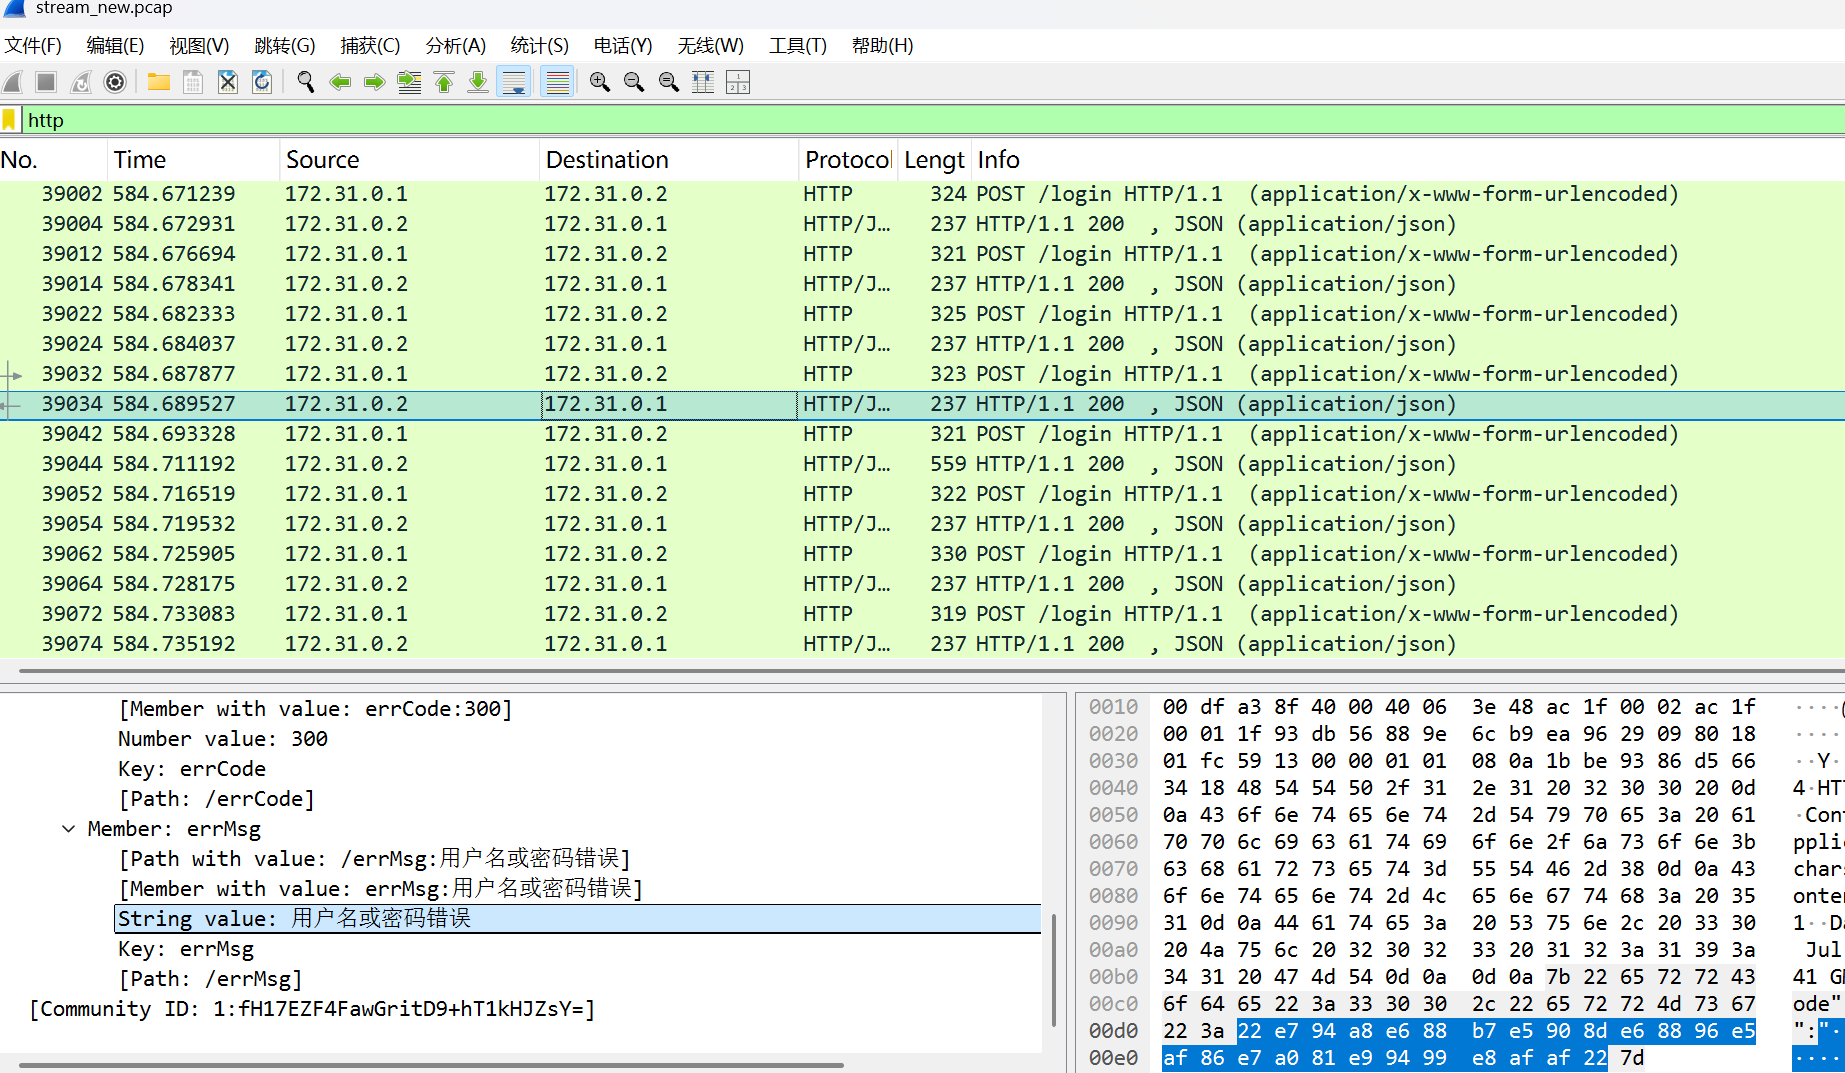 stream_new.pcap
文件(F) 编辑(E) 视图(V) 跳转(G) 捕获(C) 分析(A) 统计(S) 电话(Y) 无线(W) 工具(T) 帮助(H)
http
No. Time Source Destination Protocol Lengt Info
39002 584.671239 172.31.0.1 172.31.0.2 HTTP 324 POST /login HTTP/1.1 (application/x-www-form-urlencoded)
39004 584.672931 172.31.0.2 172.31.0.1 HTTP/J… 237 HTTP/1.1 200 , JSON (application/json)
39012 584.676694 172.31.0.1 172.31.0.2 HTTP 321 POST /login HTTP/1.1 (application/x-www-form-urlencoded)
39014 584.678341 172.31.0.2 172.31.0.1 HTTP/J… 237 HTTP/1.1 200 , JSON (application/json)
39022 584.682333 172.31.0.1 172.31.0.2 HTTP 325 POST /login HTTP/1.1 (application/x-www-form-urlencoded)
39024 584.684037 172.31.0.2 172.31.0.1 HTTP/J… 237 HTTP/1.1 200 , JSON (application/json)
39032 584.687877 172.31.0.1 172.31.0.2 HTTP 323 POST /login HTTP/1.1 (application/x-www-form-urlencoded)
39034 584.689527 172.31.0.2 172.31.0.1 HTTP/J… 237 HTTP/1.1 200 , JSON (application/json)
39042 584.693328 172.31.0.1 172.31.0.2 HTTP 321 POST /login HTTP/1.1 (application/x-www-form-urlencoded)
39044 584.711192 172.31.0.2 172.31.0.1 HTTP/J… 559 HTTP/1.1 200 , JSON (application/json)
39052 584.716519 172.31.0.1 172.31.0.2 HTTP 322 POST /login HTTP/1.1 (application/x-www-form-urlencoded)
39054 584.719532 172.31.0.2 172.31.0.1 HTTP/J… 237 HTTP/1.1 200 , JSON (application/json)
39062 584.725905 172.31.0.1 172.31.0.2 HTTP 330 POST /login HTTP/1.1 (application/x-www-form-urlencoded)
39064 584.728175 172.31.0.2 172.31.0.1 HTTP/J… 237 HTTP/1.1 200 , JSON (application/json)
39072 584.733083 172.31.0.1 172.31.0.2 HTTP 319 POST /login HTTP/1.1 (application/x-www-form-urlencoded)
39074 584.735192 172.31.0.2 172.31.0.1 HTTP/J… 237 HTTP/1.1 200 , JSON (application/json)
[Member with value: errCode:300]
Number value: 300
Key: errCode
[Path: /errCode]
Member: errMsg
[Path with value: /errMsg:用户名或密码错误]
[Member with value: errMsg:用户名或密码错误]
String value: 用户名或密码错误
Key: errMsg
[Path: /errMsg]
[Community ID: 1:fH17EZF4FawGritD9+hT1kHJZsY=]
0010 00 df a3 8f 40 00 40 06 3e 48 ac 1f 00 02 ac 1f ····(
0020 00 01 1f 93 db 56 88 9e 6c b9 ea 96 29 09 80 18 ····
0030 01 fc 59 13 00 00 01 01 08 0a 1b be 93 86 d5 66 ··Y·
0040 34 18 48 54 54 50 2f 31 2e 31 20 32 30 30 20 0d 4·HT
0050 0a 43 6f 6e 74 65 6e 74 2d 54 79 70 65 3a 20 61 ·Con
0060 70 70 6c 69 63 61 74 69 6f 6e 2f 6a 73 6f 6e 3b pplic
0070 63 68 61 72 73 65 74 3d 55 54 46 2d 38 0d 0a 43 chars
0080 6f 6e 74 65 6e 74 2d 4c 65 6e 67 74 68 3a 20 35 onten
0090 31 0d 0a 44 61 74 65 3a 20 53 75 6e 2c 20 33 30 1··Da
00a0 20 4a 75 6c 20 32 30 32 33 20 31 32 3a 31 39 3a Jul
00b0 34 31 20 47 4d 54 0d 0a 0d 0a 7b 22 65 72 72 43 41 GM
00c0 6f 64 65 22 3a 33 30 30 2c 22 65 72 72 4d 73 67 ode"
00d0 22 3a 22 e7 94 a8 e6 88 b7 e5 90 8d e6 88 96 e5 ":"·
00e0 af 86 e7 a0 81 e9 94 99 e8 af af 22 7d ····